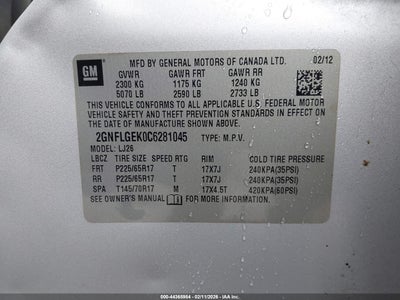 GM
MFD BY GENERAL MOTORS OF CANADA LTD. 02/12
GVWR GAWR FRT GAWR RR
2300 KG 1175 KG 1240 KG
5070 LB 2590 LB 2733 LB
THIS VEHICLE CONFORMS TO ALL APPLICABLE U.S. FEDERAL MOTOR
VEHICLE SAFETY AND THEFT PREVENTION STANDARDS IN EFFECT ON
THE DATE OF MANUFACTURE SHOWN ABOVE.
2GNFLGEK0C6281045 TYPE: M.P.V.
MODEL: LJ26
LBCZ TIRE SIZE SPEED RTG RIM COLD TIRE PRESSURE
FRT P225/65R17 T 17X7J 240KPA(35PSI)
RR P225/65R17 T 17X7J 240KPA(35PSI)
SPA T145/70R17 M 17X4.5T 420KPA(60PSI)
SEE OWNER'S MANUAL FOR MORE INFORMATION.
000-44365984 - 02/11/2026 - IAAI